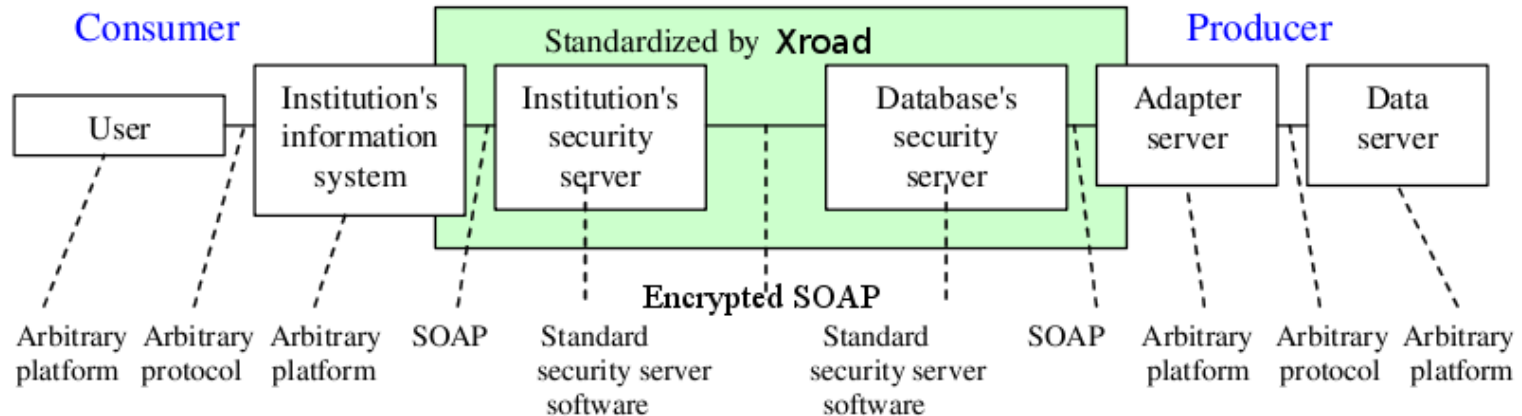 Consumer
Standardized by Xroad
Producer
User
Institution's
information
system
Institution's
security
server
Database's
security
server
Adapter
server
Data
server
Encrypted SOAP
Arbitrary
platform
Arbitrary
protocol
Arbitrary
platform
SOAP
Standard
security server
software
Standard
security server
software
SOAP
Arbitrary
platform
Arbitrary
protocol
Arbitrary
platform